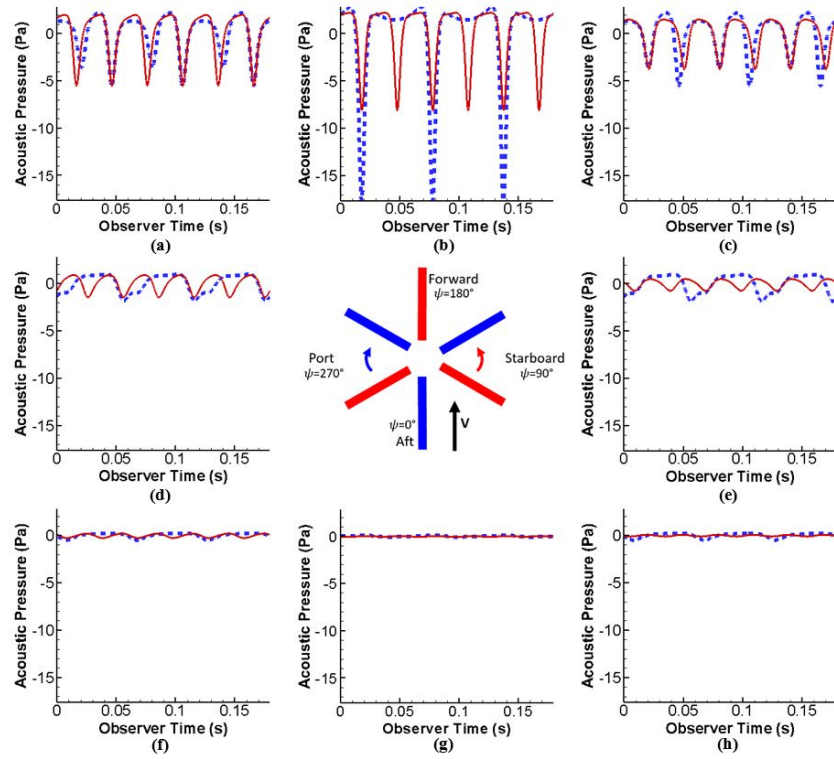 Acoustic Pressure (Pa)
0
-5
-10
-15
0 0.05 0.1 0.15
Observer Time (s)
(a)
Acoustic Pressure (Pa)
0
-5
-10
-15
0 0.05 0.1 0.15
Observer Time (s)
(b)
Acoustic Pressure (Pa)
0
-5
-10
-15
0 0.05 0.1 0.15
Observer Time (s)
(c)
Acoustic Pressure (Pa)
0
-5
-10
-15
0 0.05 0.1 0.15
Observer Time (s)
(d)
Forward
ψ=180°
Port
ψ=270°
Starboard
ψ=90°
ψ=0°
Aft
V
Acoustic Pressure (Pa)
0
-5
-10
-15
0 0.05 0.1 0.15
Observer Time (s)
(e)
Acoustic Pressure (Pa)
0
-5
-10
-15
0 0.05 0.1 0.15
Observer Time (s)
(f)
Acoustic Pressure (Pa)
0
-5
-10
-15
0 0.05 0.1 0.15
Observer Time (s)
(g)
Acoustic Pressure (Pa)
0
-5
-10
-15
0 0.05 0.1 0.15
Observer Time (s)
(h)